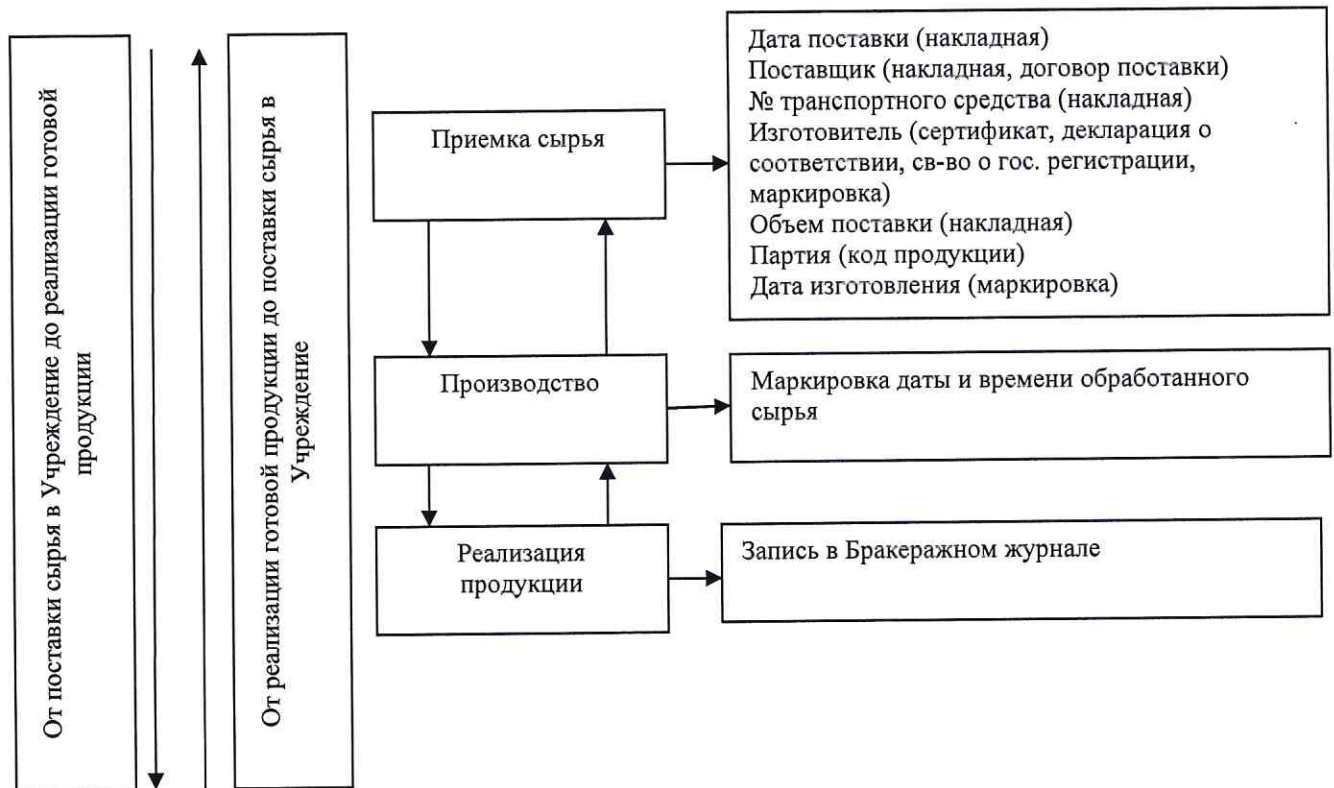 От поставки сырья в Учреждение до реализации готовой
продукции
От реализации готовой продукции до поставки сырья в
Учреждение
Приемка сырья
Дата поставки (накладная)
Поставщик (накладная, договор поставки)
№ транспортного средства (накладная)
Изготовитель (сертификат, декларация о
соответствии, св-во о гос. регистрации,
маркировка)
Объем поставки (накладная)
Партия (код продукции)
Дата изготовления (маркировка)
Производство
Маркировка даты и времени обработанного
сырья
Реализация
продукции
Запись в Бракеражном журнале